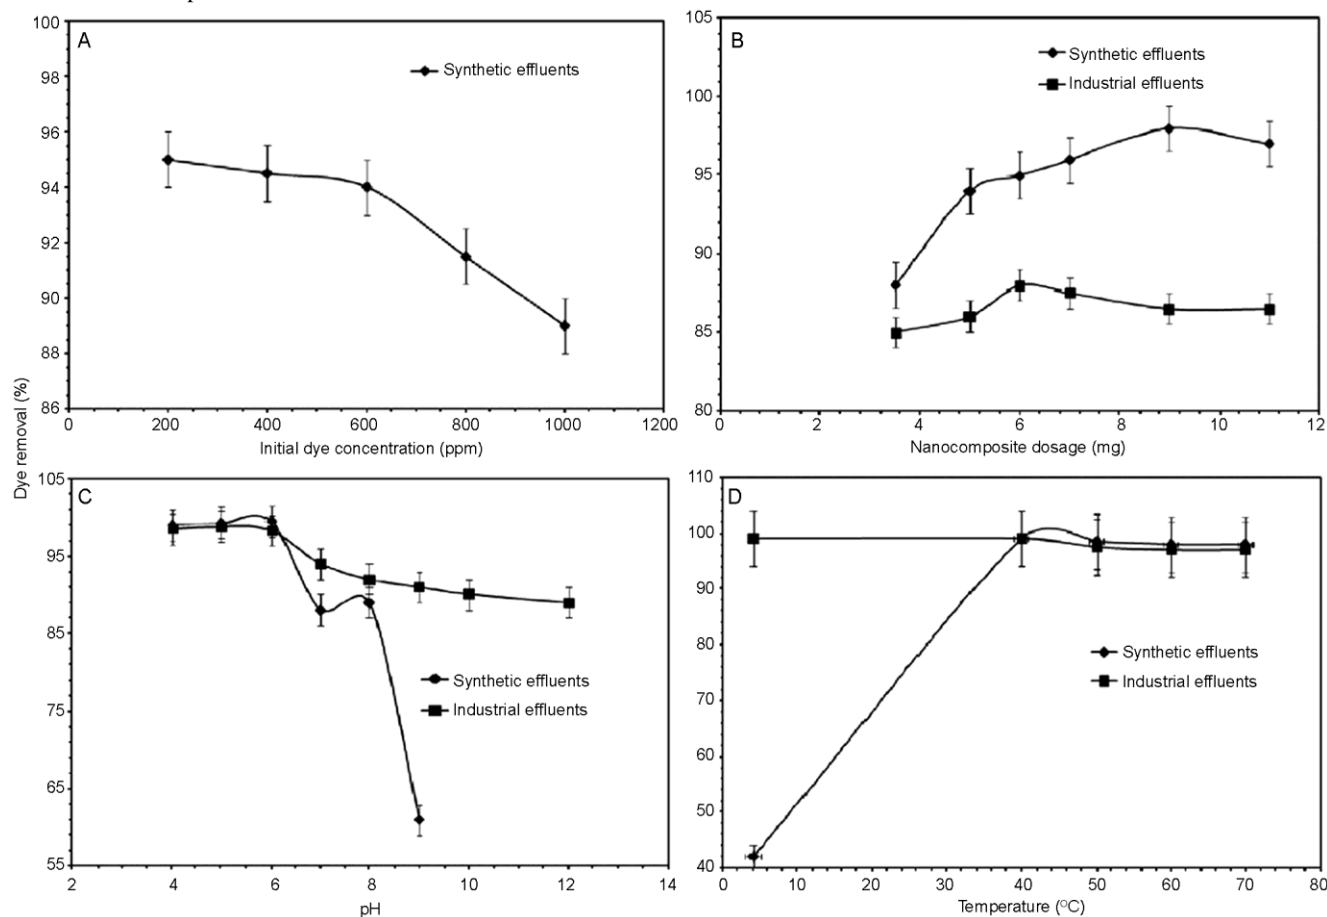 Dye removal (%)
A
100
98
96
94
92
90
88
86
0 200 400 600 800 1000 1200
Initial dye concentration (ppm)
Synthetic effluents
B
105
100
95
90
85
80
0 2 4 6 8 10 12
Nanocomposite dosage (mg)
Synthetic effluents
Industrial effluents
C
105
95
85
75
65
55
2 4 6 8 10 12 14
pH
Synthetic effluents
Industrial effluents
D
110
100
90
80
70
60
50
40
0 10 20 30 40 50 60 70 80
Temperature (°C)
Synthetic effluents
Industrial effluents